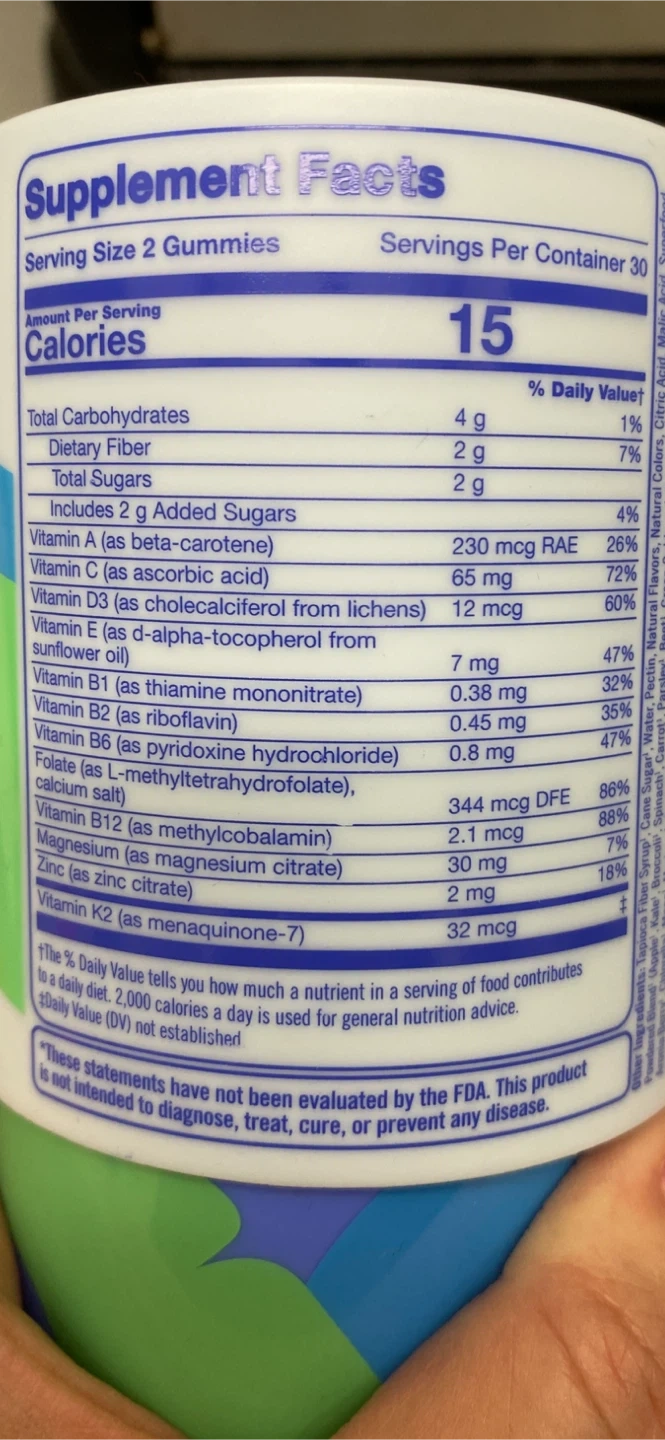 Supplement Facts
Serving Size 2 Gummies Servings Per Container 30
Amount Per Serving
Calories 15
% Daily Value†
Total Carbohydrates 4 g 1%
Dietary Fiber 2 g 7%
Total Sugars 2 g
Includes 2 g Added Sugars 4%
Vitamin A (as beta-carotene) 230 mcg RAE 26%
Vitamin C (as ascorbic acid) 65 mg 72%
Vitamin D3 (as cholecalciferol from lichens) 12 mcg 60%
Vitamin E (as d-alpha-tocopherol from
sunflower oil) 7 mg 47%
Vitamin B1 (as thiamine mononitrate) 0.38 mg 32%
Vitamin B2 (as riboflavin) 0.45 mg 35%
Vitamin B6 (as pyridoxine hydrochloride) 0.8 mg 47%
Folate (as L-methyltetrahydrofolate),
calcium salt) 344 mcg DFE 86%
Vitamin B12 (as methylcobalamin) 2.1 mcg 88%
Magnesium (as magnesium citrate) 30 mg 7%
Zinc (as zinc citrate) 2 mg 18%
Vitamin K2 (as menaquinone-7) 32 mcg ‡
†The % Daily Value tells you how much a nutrient in a serving of food contributes
to a daily diet. 2,000 calories a day is used for general nutrition advice.
‡Daily Value (DV) not established
*These statements have not been evaluated by the FDA. This product
is not intended to diagnose, treat, cure, or prevent any disease.
Other Ingredients: Tapioca Fiber Syrup, Cane Sugar, Water, Pectin, Natural Flavors, Natural Colors, Citric Acid, Malic Acid,